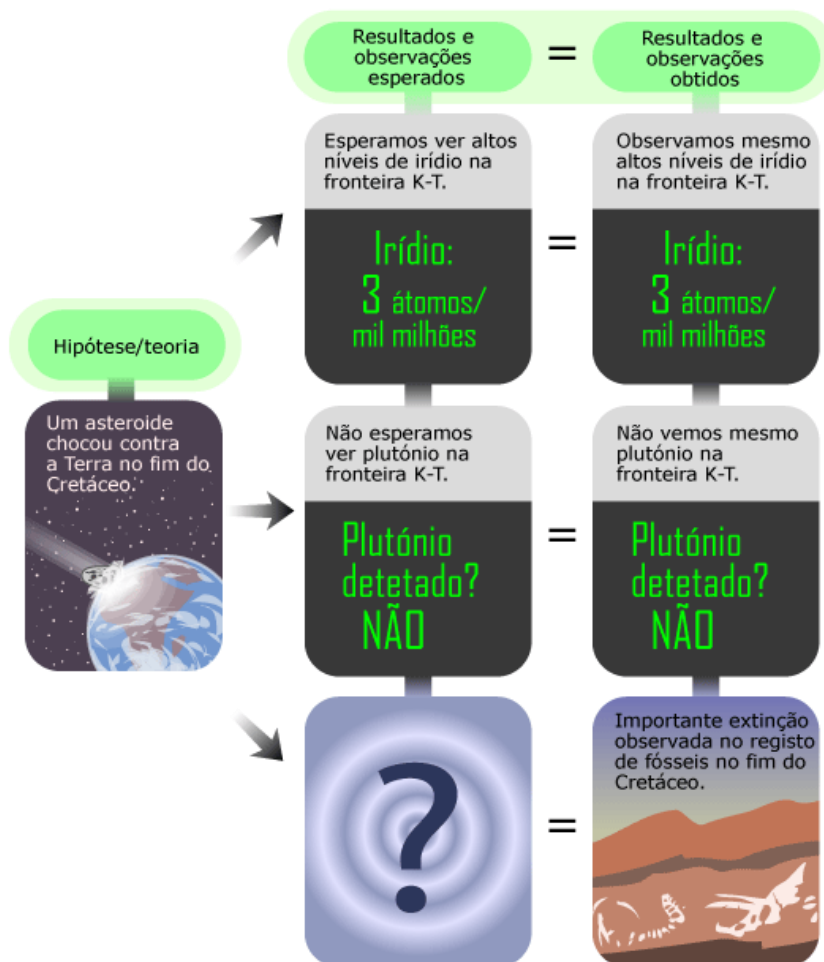 Resultados e
observações
esperados
=
Resultados e
observações
obtidos
Esperamos ver altos
níveis de irídio na
fronteira K-T.
Irídio:
3 átomos/
mil milhões
=
Observamos mesmo
altos níveis de irídio
na fronteira K-T.
Irídio:
3 átomos/
mil milhões
Hipótese/teoria
Um asteroide
chocou contra
a Terra no fim do
Cretáceo.
Não esperamos
ver plutónio na
fronteira K-T.
Plutónio
detetado?
NÃO
=
Não vemos mesmo
plutónio na
fronteira K-T.
Plutónio
detetado?
NÃO
?
=
Importante extinção
observada no registo
de fósseis no fim do
Cretáceo.